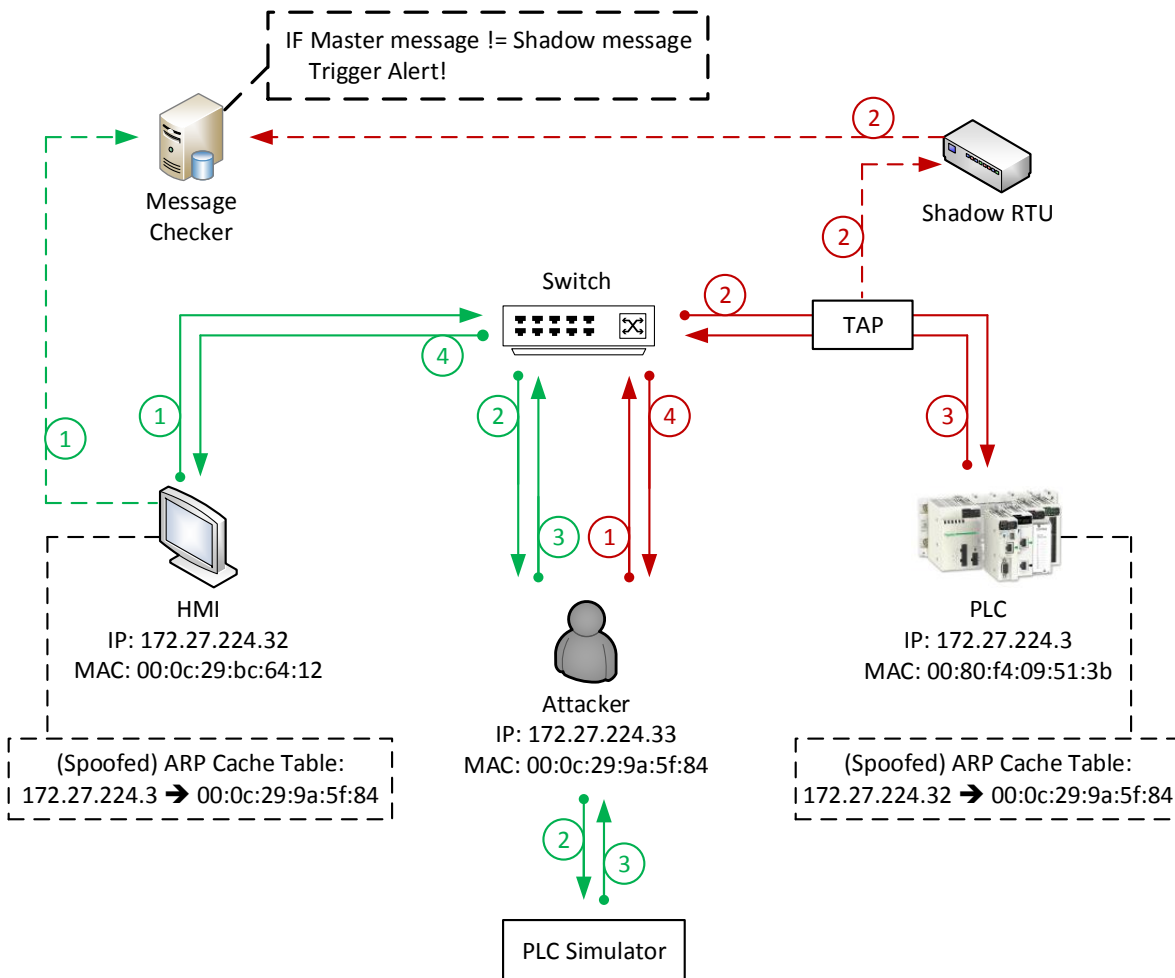 IF Master message != Shadow message
Trigger Alert!
2
Message
Checker
Shadow RTU
2
Switch
2
TAP
4
1
1
2
4
3
3
1
HMI
IP: 172.27.224.32
MAC: 00:0c:29:bc:64:12
PLC
IP: 172.27.224.3
MAC: 00:80:f4:09:51:3b
Attacker
IP: 172.27.224.33
MAC: 00:0c:29:9a:5f:84
(Spoofed) ARP Cache Table:
172.27.224.3 ➔ 00:0c:29:9a:5f:84
(Spoofed) ARP Cache Table:
172.27.224.32 ➔ 00:0c:29:9a:5f:84
2
3
PLC Simulator